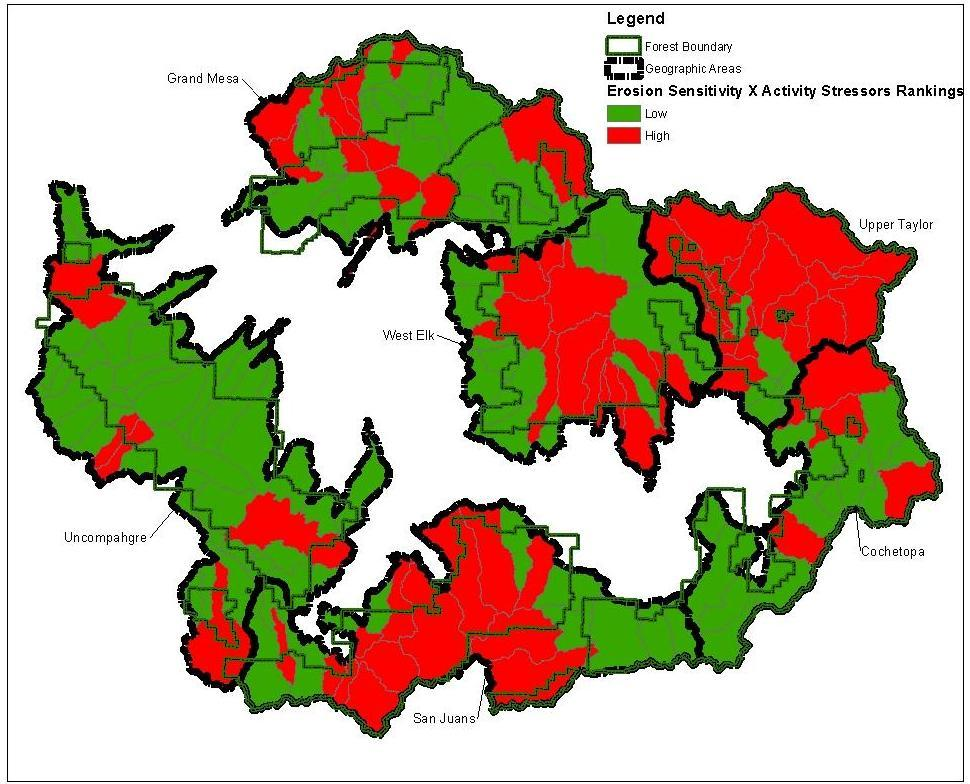 Legend
Forest Boundary
Geographic Areas
Erosion Sensitivity X Activity Stressors Rankings
Low
High
Grand Mesa
Upper Taylor
West Elk
Uncompahgre
Cochetopa
San Juans